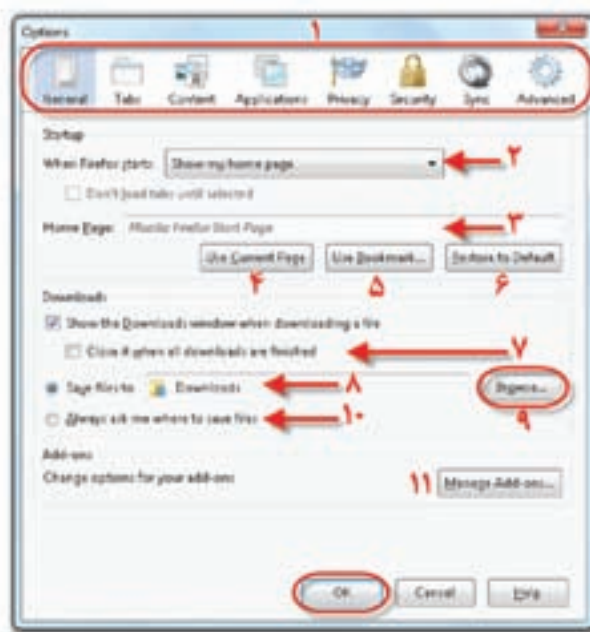 Options
۱
General Tabs Content Applications Privacy Security Sync Advanced
Startup
When Firefox starts: Show my home page ۲
Don't load tabs until selected
Home Page: Mozilla Firefox Start Page ۳
Use Current Page Use Bookmark... Restore to Default
۴ ۵ ۶
Downloads
Show the Downloads window when downloading a file
Close it when all downloads are finished ۷
Save files to Downloads ۸ Browse...
۹
Always ask me where to save files ۱۰
Add-ons
Change options for your add-ons ۱۱ Manage Add-ons...
OK Cancel Help